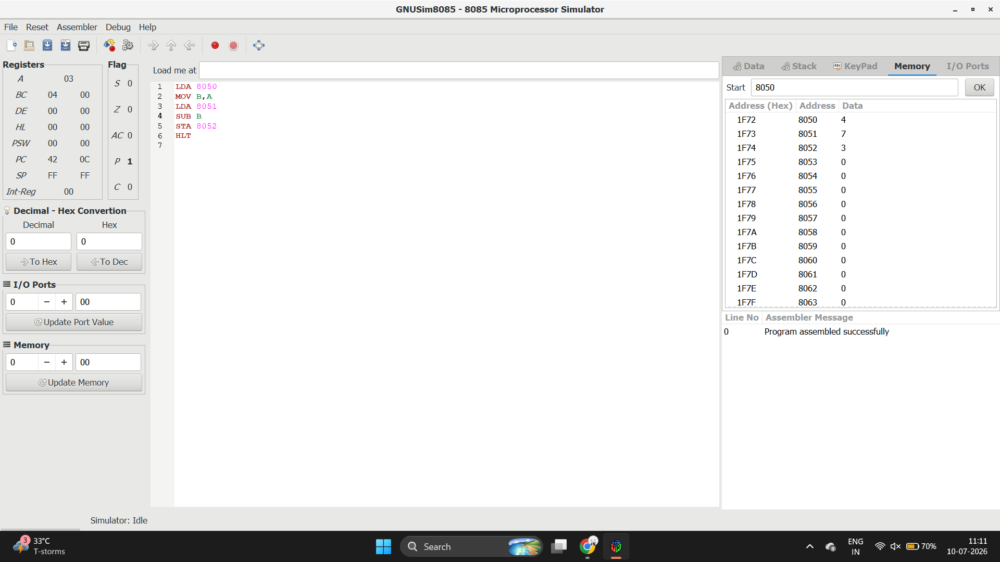 GNUSim8085 - 8085 Microprocessor Simulator
File Reset Assembler Debug Help
Registers
A 03
BC 04 00
DE 00 00
HL 00 00
PSW 00 00
PC 42 0C
SP FF FF
Int-Reg 00
Flag
S 0
Z 0
AC 0
P 1
C 0
Decimal - Hex Convertion
Decimal Hex
0 0
To Hex To Dec
I/O Ports
0 − + 00
Update Port Value
Memory
0 − + 00
Update Memory
Load me at
1 LDA 8050
2 MOV B,A
3 LDA 8051
4 SUB B
5 STA 8052
6 HLT
7
Data Stack Abc KeyPad Memory I/O Ports
Start 8050 OK
Address (Hex) Address Data
1F72 8050 4
1F73 8051 7
1F74 8052 3
1F75 8053 0
1F76 8054 0
1F77 8055 0
1F78 8056 0
1F79 8057 0
1F7A 8058 0
1F7B 8059 0
1F7C 8060 0
1F7D 8061 0
1F7E 8062 0
1F7F 8063 0
Line No Assembler Message
0 Program assembled successfully
Simulator: Idle
3 33°C
T-storms
Search
ENG
IN
70%
11:11
10-07-2026